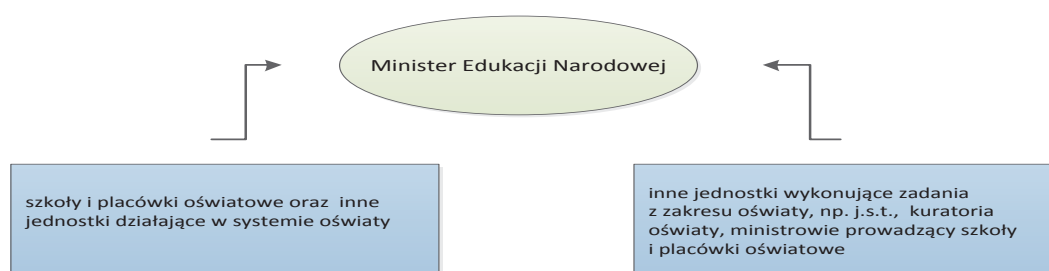 Minister Edukacji Narodowej
szkoły i placówki oświatowe oraz inne
jednostki działające w systemie oświaty
inne jednostki wykonujące zadania
z zakresu oświaty, np. j.s.t., kuratoria
oświaty, ministrowie prowadzący szkoły
i placówki oświatowe